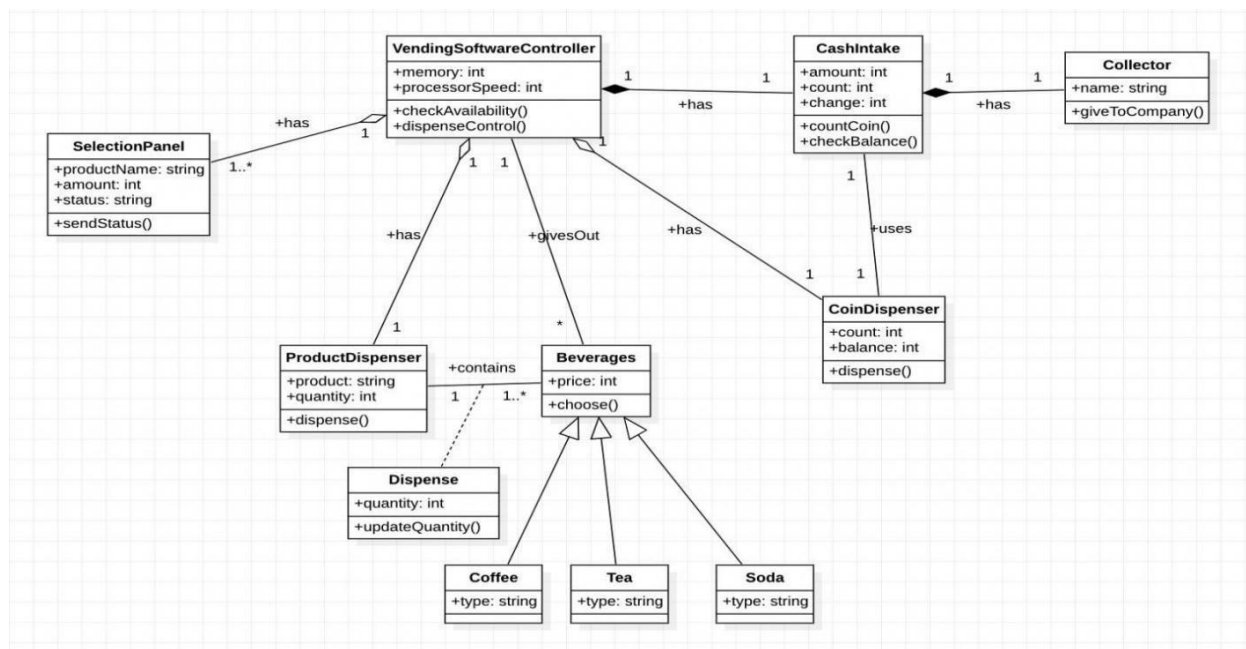 VendingSoftwareController
+memory: int
+processorSpeed: int
+checkAvailability()
+dispenseControl()
CashIntake
+amount: int
+count: int
+change: int
+countCoin()
+checkBalance()
Collector
+name: string
+giveToCompany()
1
1
+has
1
1
+has
+has
1
1..*
SelectionPanel
+productName: string
+amount: int
+status: string
+sendStatus()
1
1
1
1
+has
+givesOut
+has
+uses
1
1
1
*
ProductDispenser
+product: string
+quantity: int
+dispense()
+contains
1
1..*
Beverages
+price: int
+choose()
CoinDispenser
+count: int
+balance: int
+dispense()
Dispense
+quantity: int
+updateQuantity()
Coffee
+type: string
Tea
+type: string
Soda
+type: string